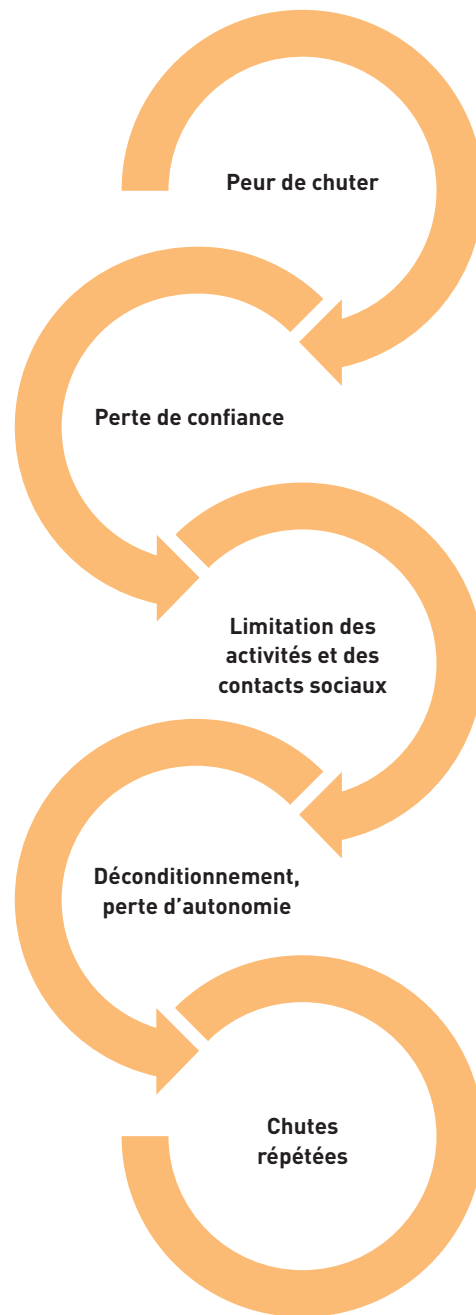 Peur de chuter
Perte de confiance
Limitation des
activités et des
contacts sociaux
Déconditionnement,
perte d’autonomie
Chutes
répétées